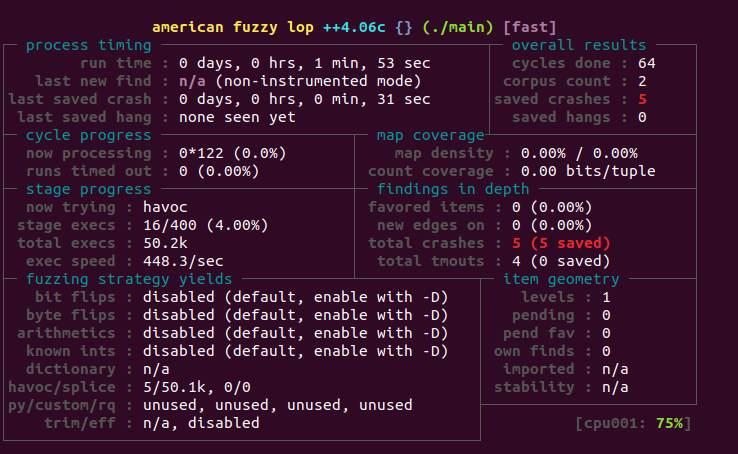 american fuzzy lop ++4.06c {} (./main) [fast]
process timing overall results
run time : 0 days, 0 hrs, 1 min, 53 sec cycles done : 64
last new find : n/a (non-instrumented mode) corpus count : 2
last saved crash : 0 days, 0 hrs, 0 min, 31 sec saved crashes : 5
last saved hang : none seen yet saved hangs : 0
cycle progress map coverage
now processing : 0*122 (0.0%) map density : 0.00% / 0.00%
runs timed out : 0 (0.00%) count coverage : 0.00 bits/tuple
stage progress findings in depth
now trying : havoc favored items : 0 (0.00%)
stage execs : 16/400 (4.00%) new edges on : 0 (0.00%)
total execs : 50.2k total crashes : 5 (5 saved)
exec speed : 448.3/sec total tmouts : 4 (0 saved)
fuzzing strategy yields item geometry
bit flips : disabled (default, enable with -D) levels : 1
byte flips : disabled (default, enable with -D) pending : 0
arithmetics : disabled (default, enable with -D) pend fav : 0
known ints : disabled (default, enable with -D) own finds : 0
dictionary : n/a imported : n/a
havoc/splice : 5/50.1k, 0/0 stability : n/a
py/custom/rq : unused, unused, unused, unused
trim/eff : n/a, disabled [cpu001: 75%]